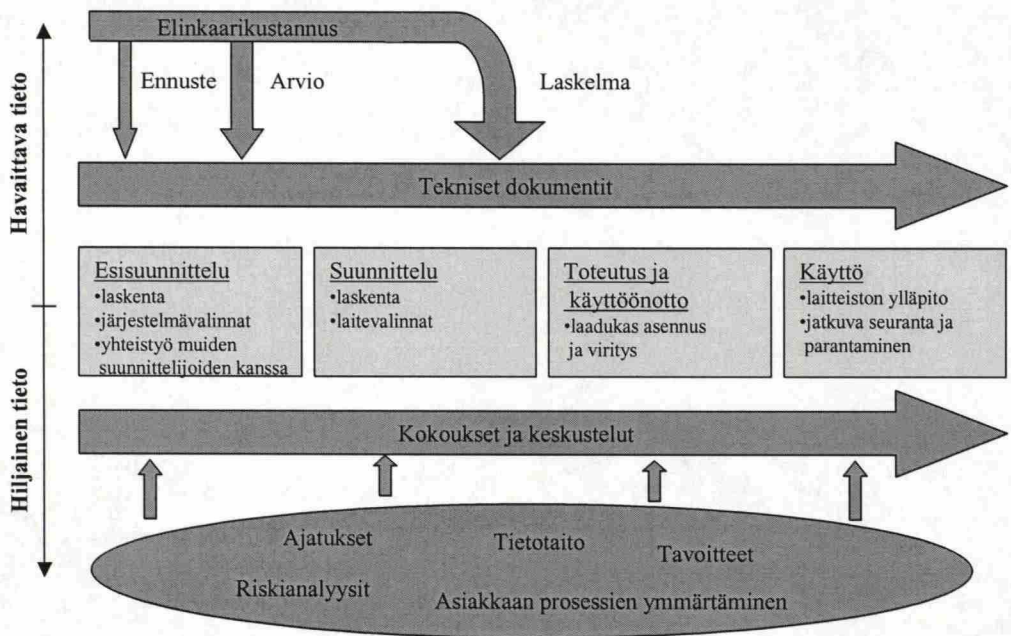 Elinkaarikustannus
Ennuste
Arvio
Laskelma
Havaittava tieto
Tekniset dokumentit
Esisuunnittelu
•laskenta
•järjestelmävalinnat
•yhteistyö muiden
suunnittelijoiden kanssa
Suunnittelu
•laskenta
•laitevalinnat
Toteutus ja
käyttöönotto
•laadukas asennus
ja viritys
Käyttö
•laitteiston ylläpito
•jatkuva seuranta ja
parantaminen
Hiljainen tieto
Kokoukset ja keskustelut
Ajatukset
Tietotaito
Tavoitteet
Riskianalyysit
Asiakkaan prosessien ymmärtäminen